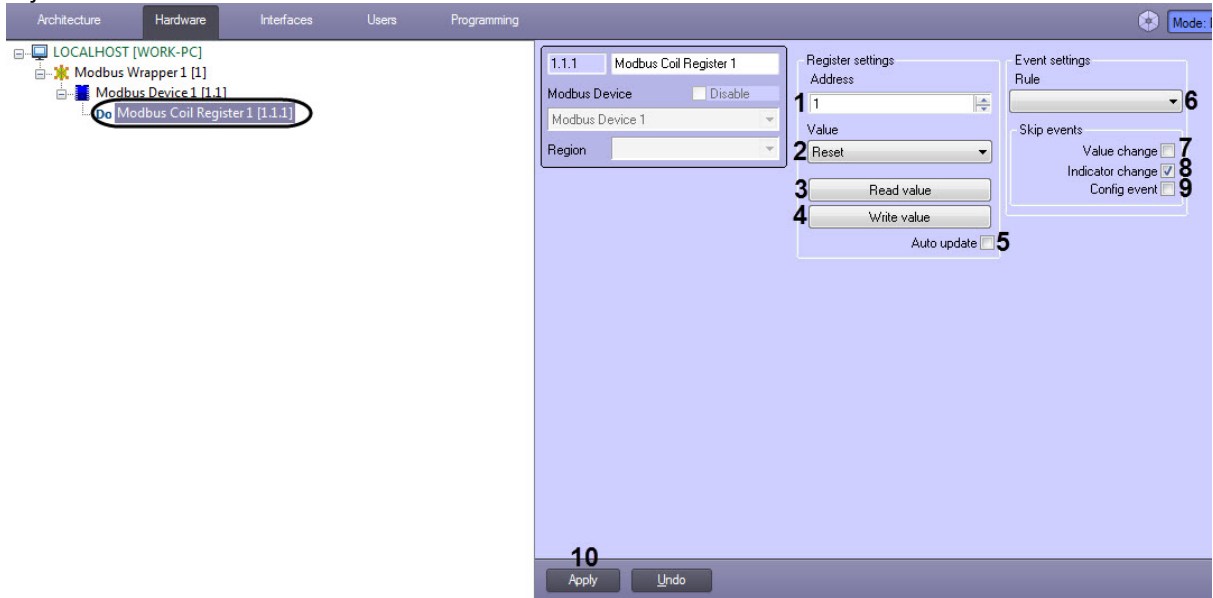 Architecture Hardware Interfaces Users Programming Mode:
LOCALHOST [WORK-PC]
Modbus Wrapper 1 [1]
Modbus Device 1 [1.1]
Do Modbus Coil Register 1 [1.1.1]
1.1.1 Modbus Coil Register 1
Modbus Device Disable
Modbus Device 1
Region
Register settings
Address
1 1
Value
2 Reset
3 Read value
4 Write value
Auto update 5
Event settings
Rule
6
Skip events
Value change 7
Indicator change 8
Config event 9
10
Apply Undo